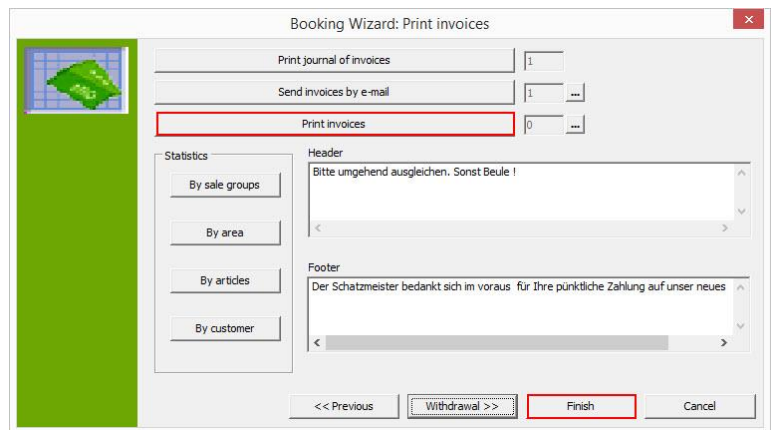 Booking Wizard: Print invoices
Print journal of invoices 1
Send invoices by e-mail 1 ...
Print invoices 0 ...
Statistics
By sale groups
By area
By articles
By customer
Header
Bitte umgehend ausgleichen. Sonst Beule !
Footer
Der Schatzmeister bedankt sich im voraus für Ihre pünktliche Zahlung auf unser neues
<< Previous Withdrawal >> Finish Cancel